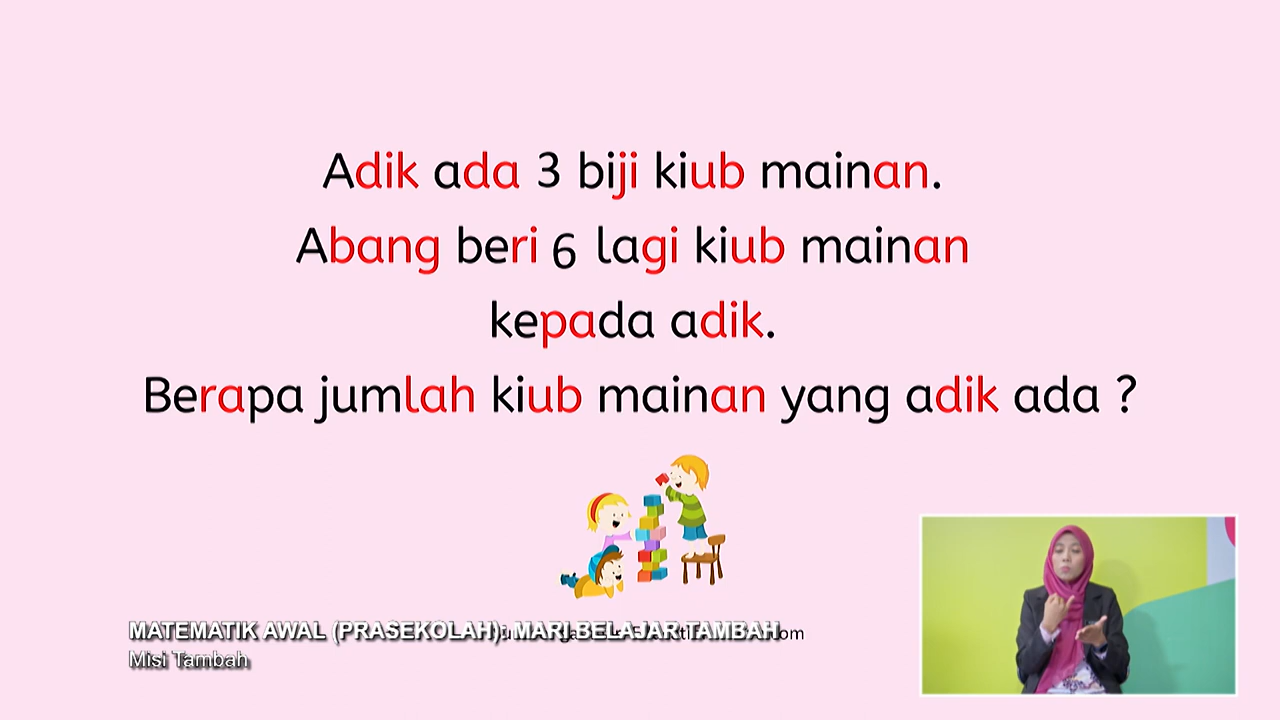 Adik ada 3 biji kiub mainan.
Abang beri 6 lagi kiub mainan
kepada adik.
Berapa jumlah kiub mainan yang adik ada ?
MATEMATIK AWAL (PRASEKOLAH): MARI BELAJAR TAMBAH
Misi Tambah